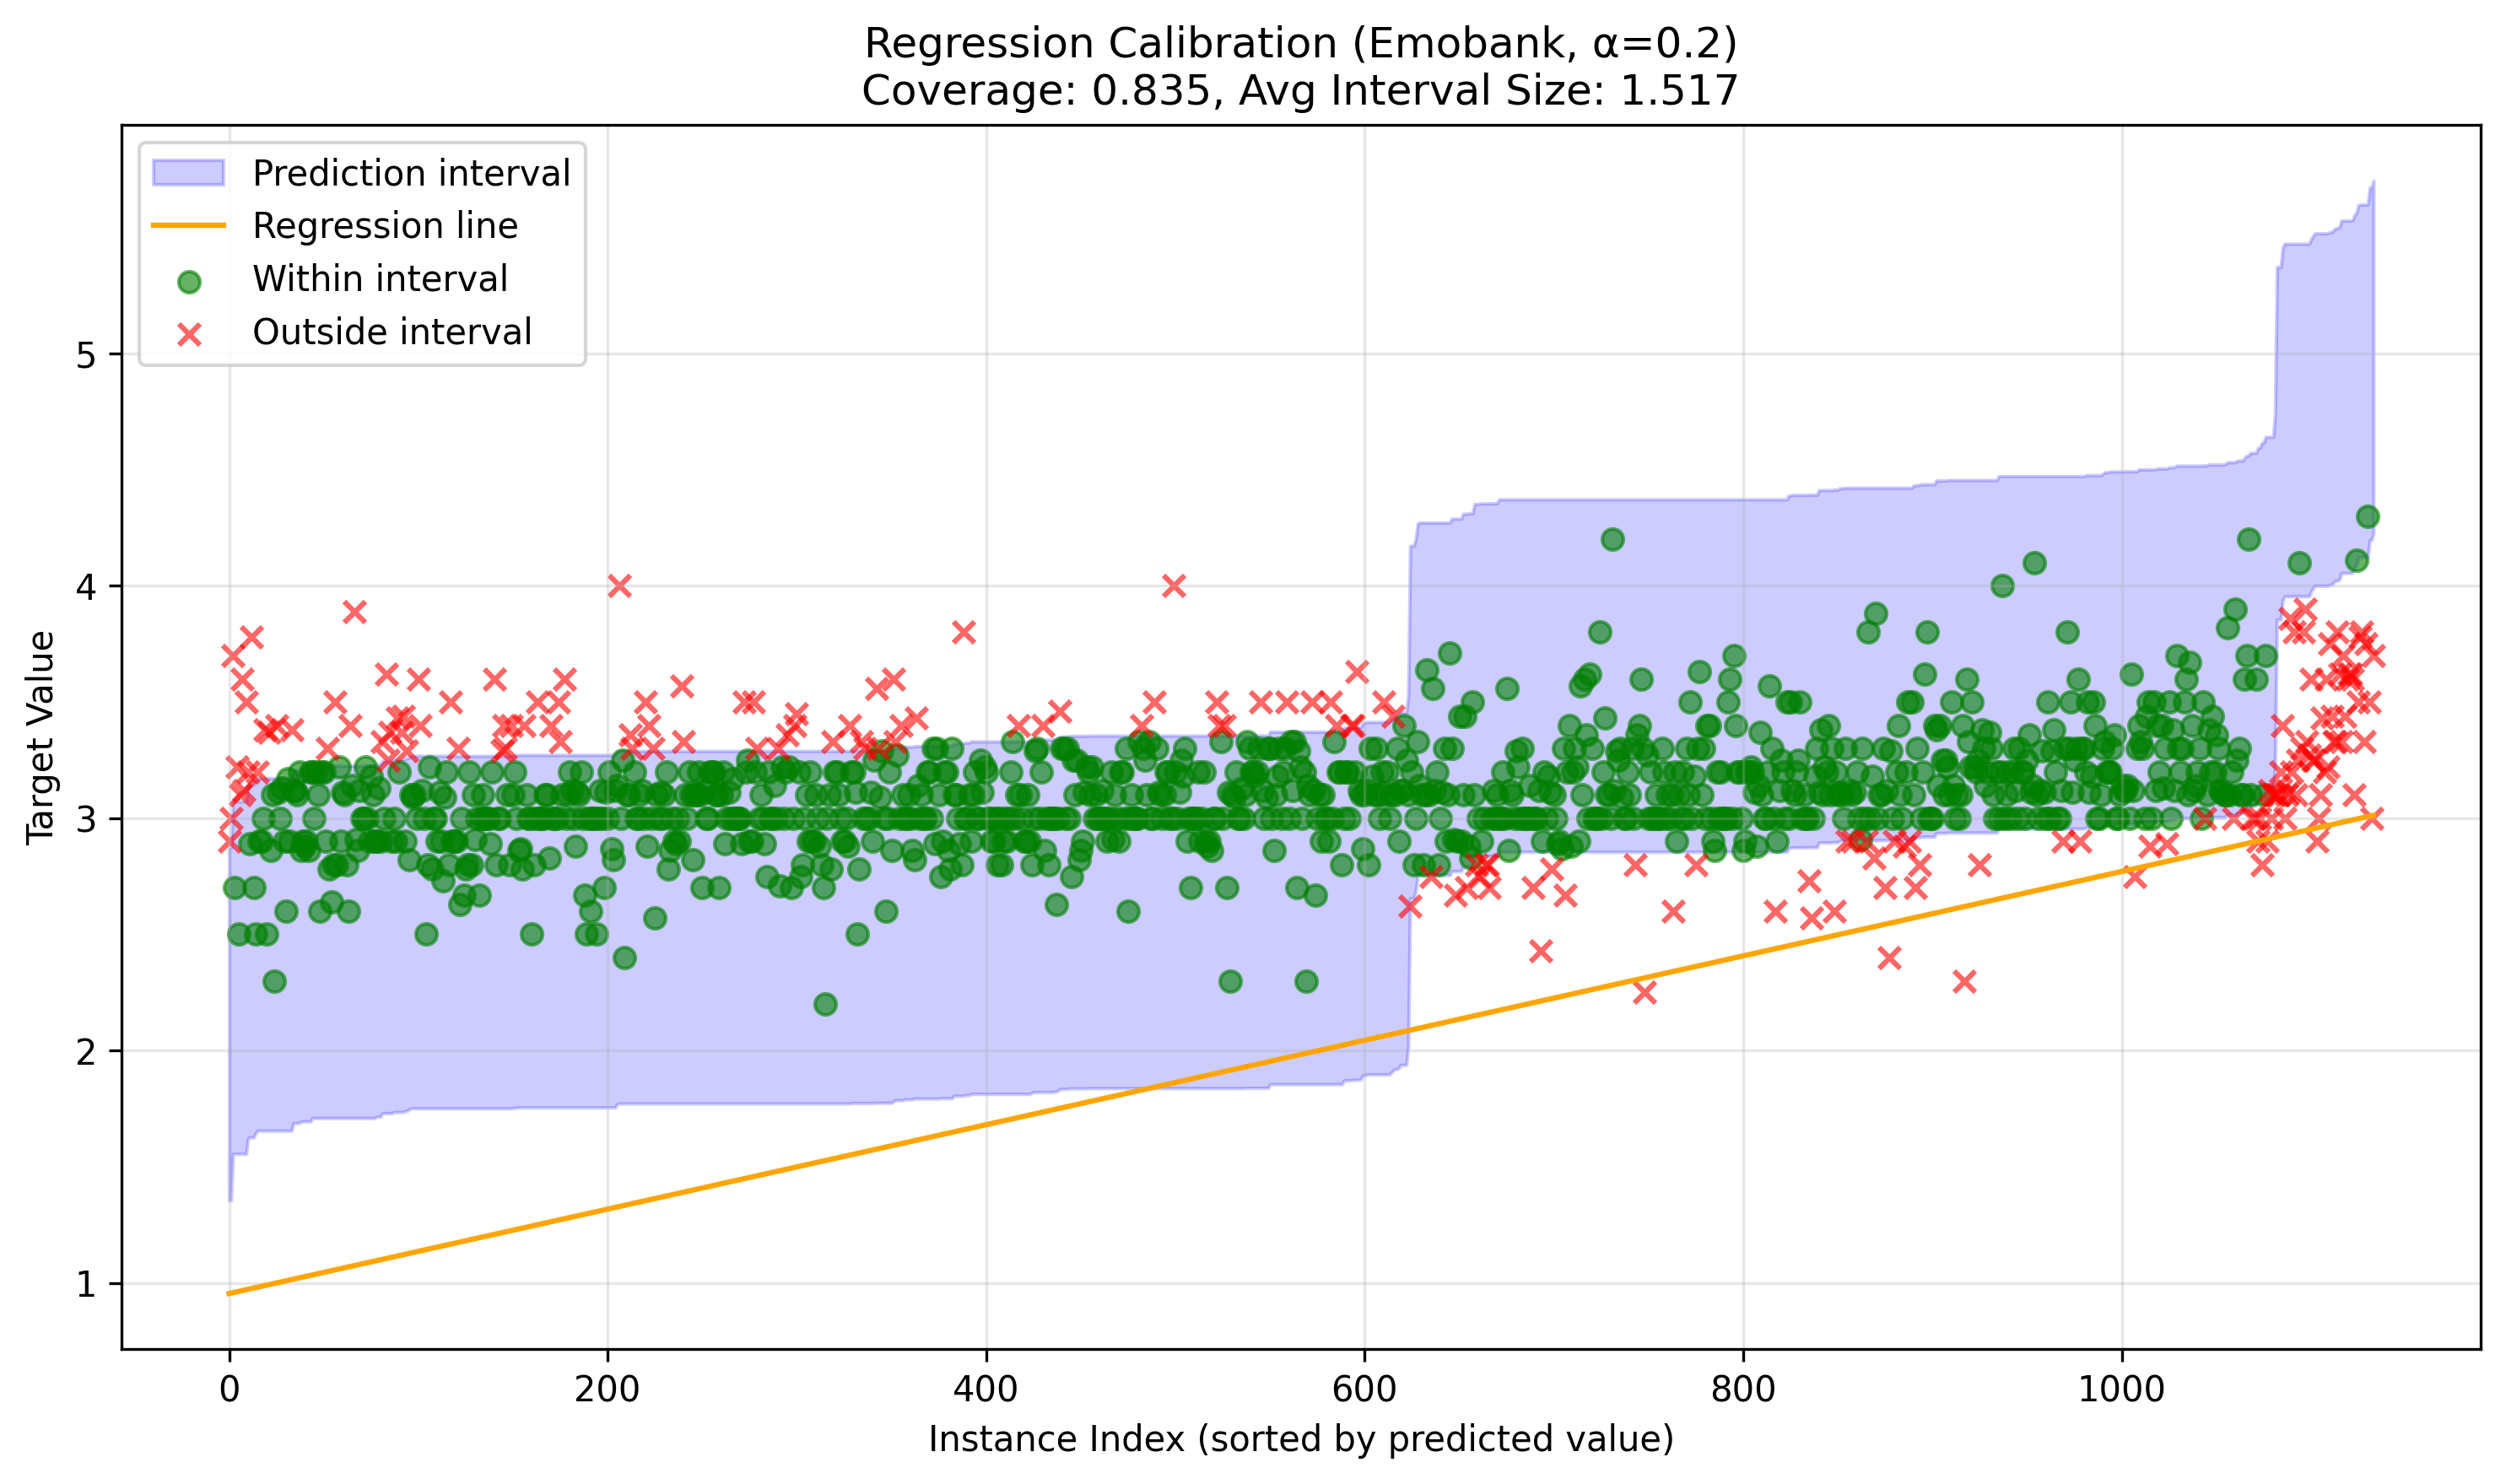 Regression Calibration (Emobank, α=0.2)
Coverage: 0.835, Avg Interval Size: 1.517
Prediction interval
Regression line
Within interval
Outside interval
Target Value
5
4
3
2
1
0
200
400
600
800
1000
Instance Index (sorted by predicted value)